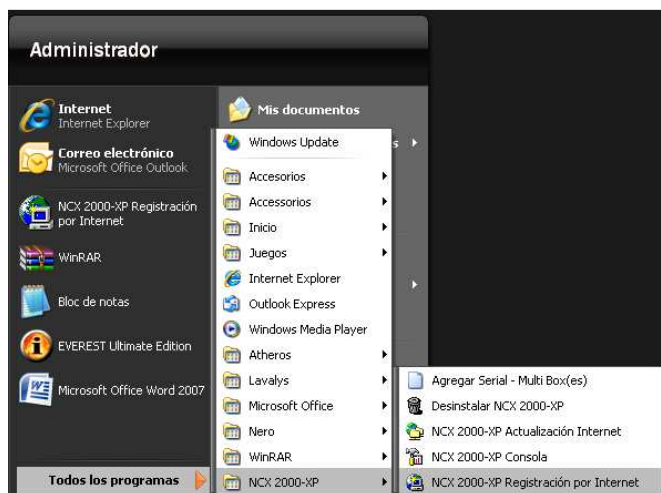 Administrador
Internet
Internet Explorer
Correo electrónico
Microsoft Office Outlook
NCX 2000-XP Registración
por Internet
WinRAR
Bloc de notas
EVEREST Ultimate Edition
Microsoft Office Word 2007
Todos los programas
Mis documentos
s
Windows Update
Accesorios
Accessorios
Inicio
Juegos
Internet Explorer
Outlook Express
Windows Media Player
Atheros
Lavalys
Microsoft Office
Nero
WinRAR
NCX 2000-XP
Agregar Serial - Multi Box(es)
Desinstalar NCX 2000-XP
NCX 2000-XP Actualización Internet
NCX 2000-XP Consola
NCX 2000-XP Registración por Internet